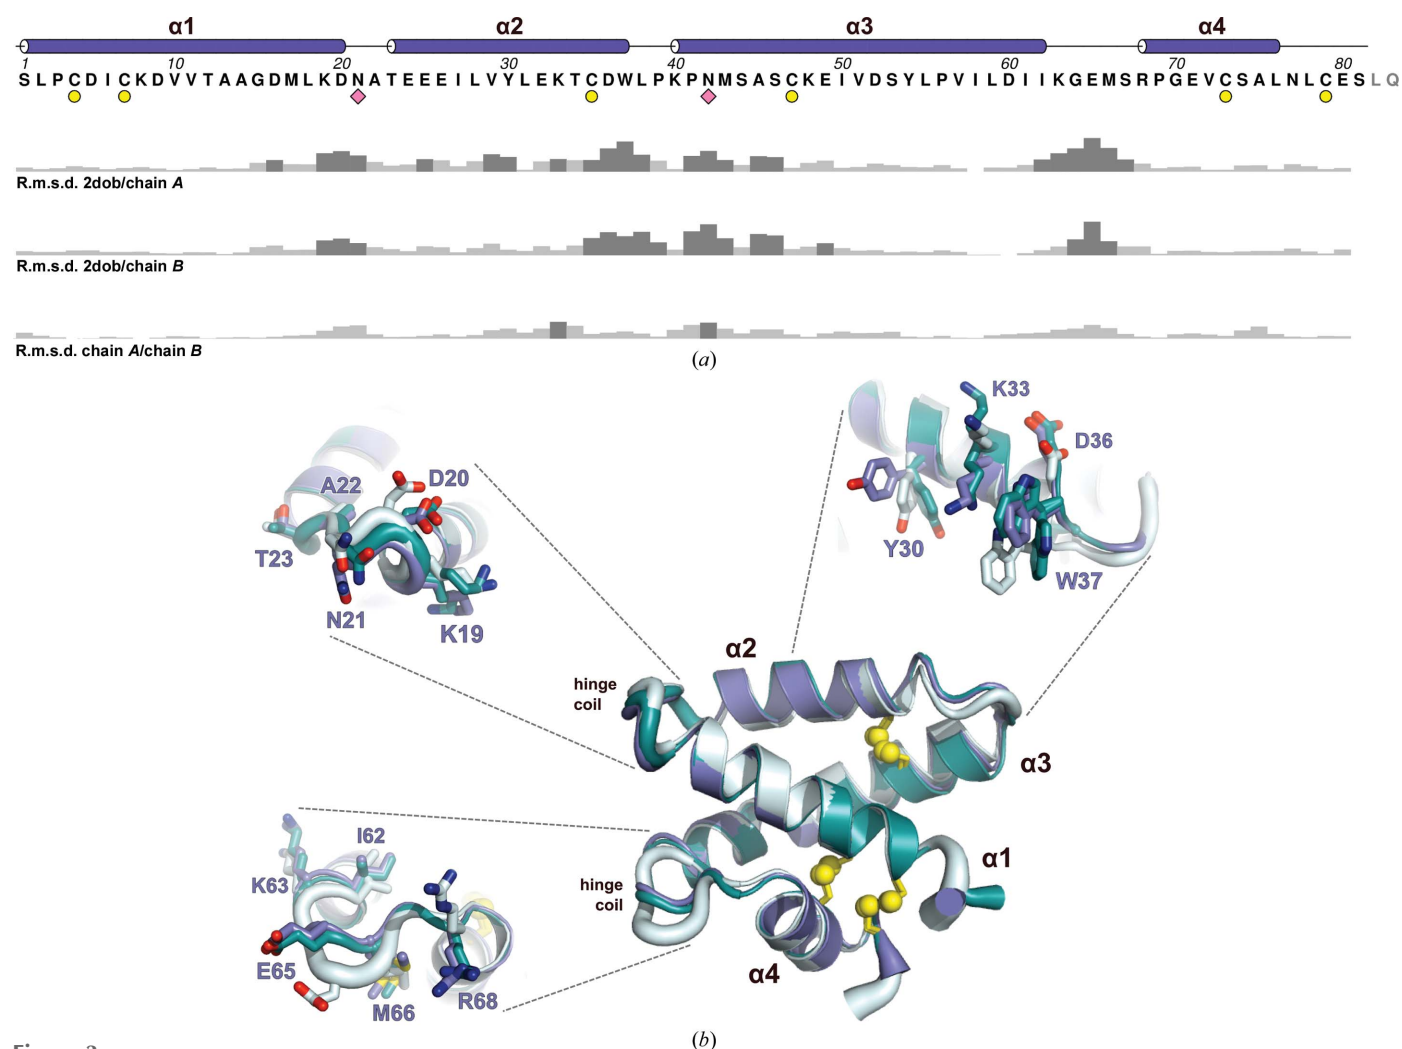 α1 α2 α3 α4
1 10 20 30 40 50 60 70 80
SLPCDICKDVVTAAGDMLKDNATEEEILVYLEKTCDWLPKPNMSASCKEIVDSYLPVILDIIKGEMSRPGEVCSALNLCESLQ
R.m.s.d. 2dob/chain A
R.m.s.d. 2dob/chain B
R.m.s.d. chain A/chain B
(a)
K33
D36
Y30
W37
A22 D20
T23
N21
K19
α2
hinge
coil
α3
I62
K63
E65
M66
R68
hinge
coil
α1
α4
(b)